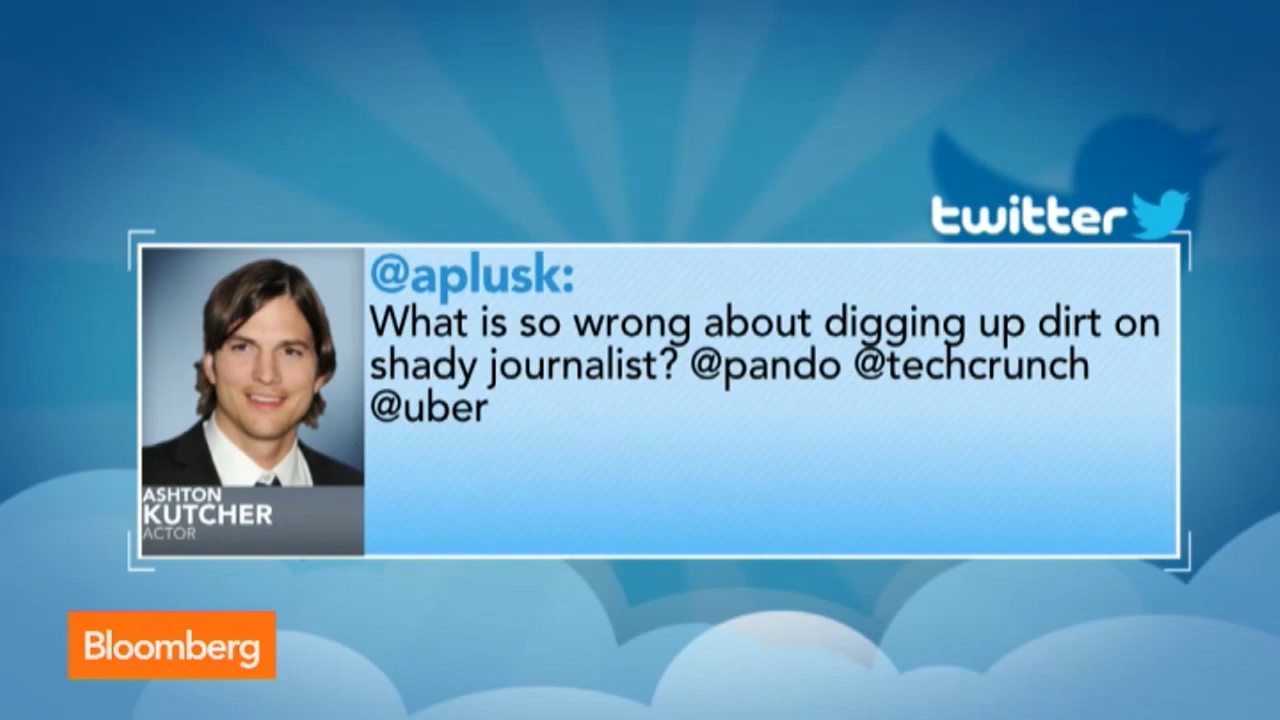 twitter
@aplusk:
What is so wrong about digging up dirt on
shady journalist? @pando @techcrunch
@uber
ASHTON
KUTCHER
ACTOR
Bloomberg